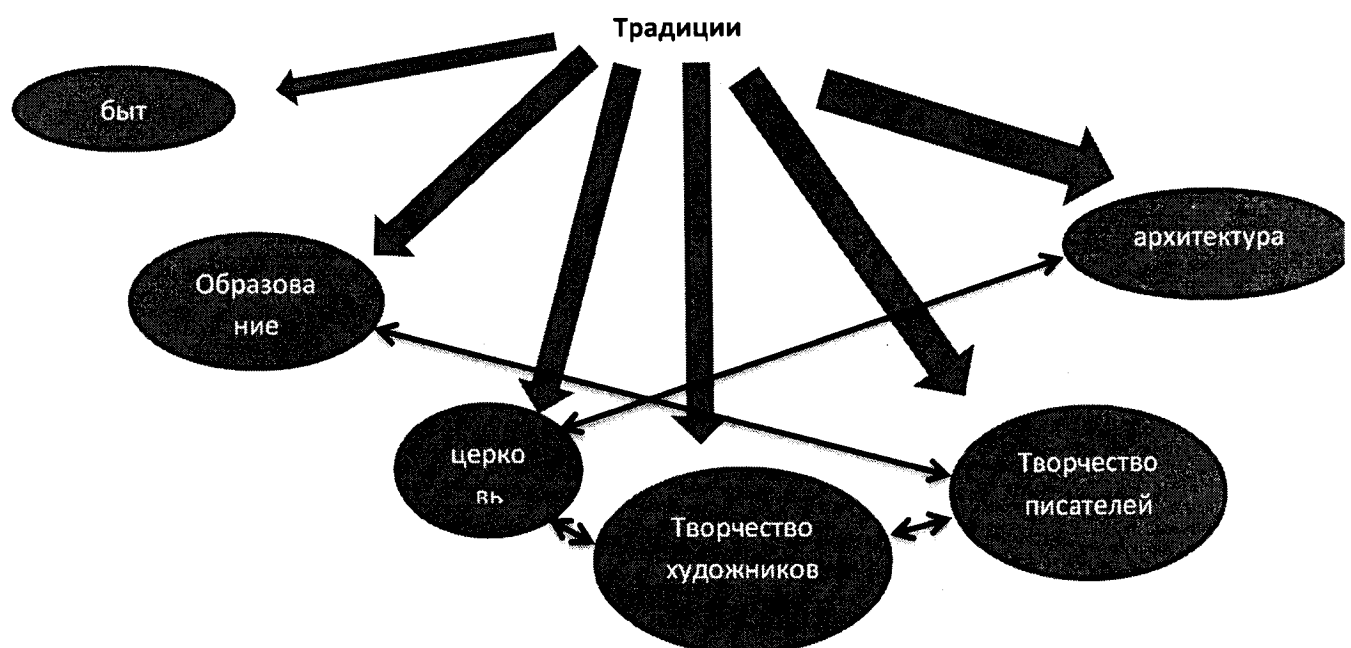 Традиции
быт
архитектура
Образова
ние
церко
вь
Творчество
писателей
Творчество
художников